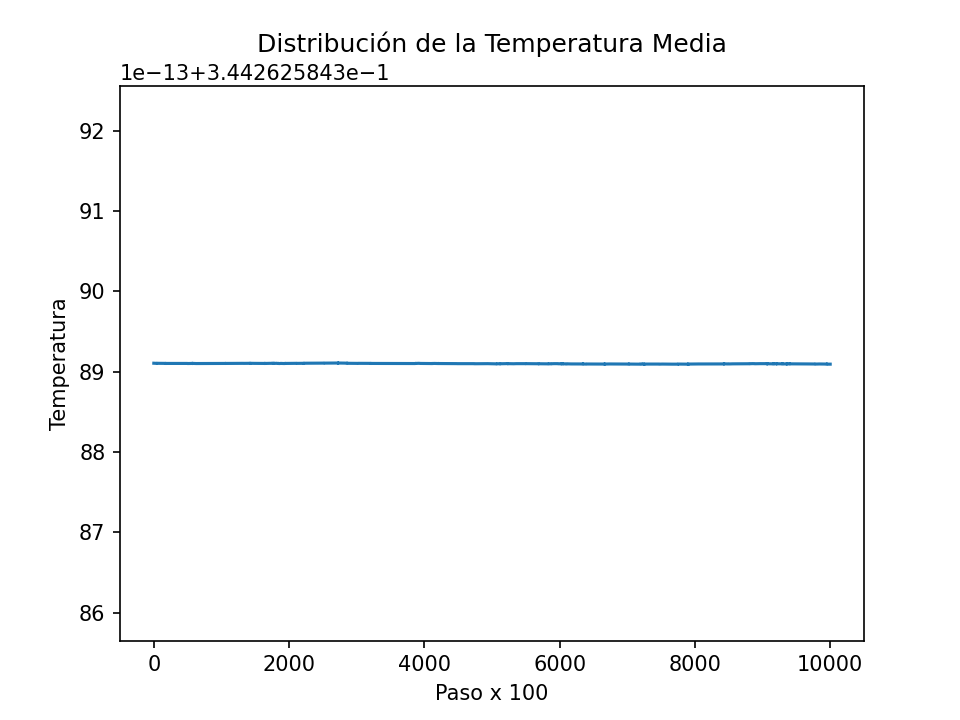 Distribución de la Temperatura Media
1e−13+3.442625843e−1
92
91
90
89
88
87
86
Temperatura
0 2000 4000 6000 8000 10000
Paso x 100